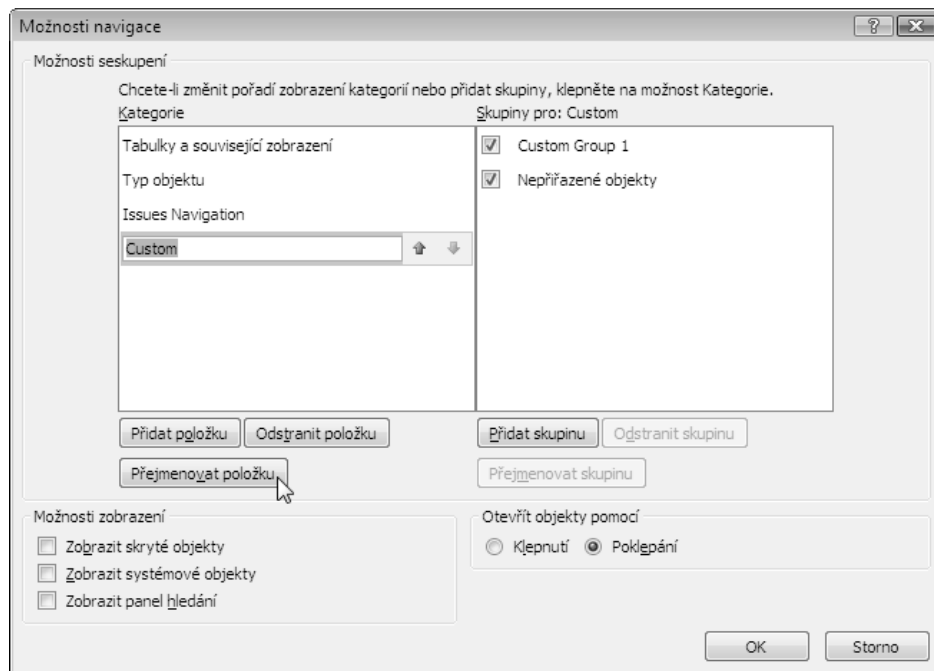 Možnosti navigace
Možnosti seskupení
Chcete-li změnit pořadí zobrazení kategorií nebo přidat skupiny, klepněte na možnost Kategorie.
Kategorie
Skupiny pro: Custom
Tabulky a související zobrazení
Typ objektu
Issues Navigation
Custom
Custom Group 1
Nepřiřazené objekty
Přidat položku
Odstranit položku
Přidat skupinu
Odstranit skupinu
Přejmenovat položku
Přejmenovat skupinu
Možnosti zobrazení
Zobrazit skryté objekty
Zobrazit systémové objekty
Zobrazit panel hledání
Otevřít objekty pomocí
Klepnutí
Poklepání
OK
Storno